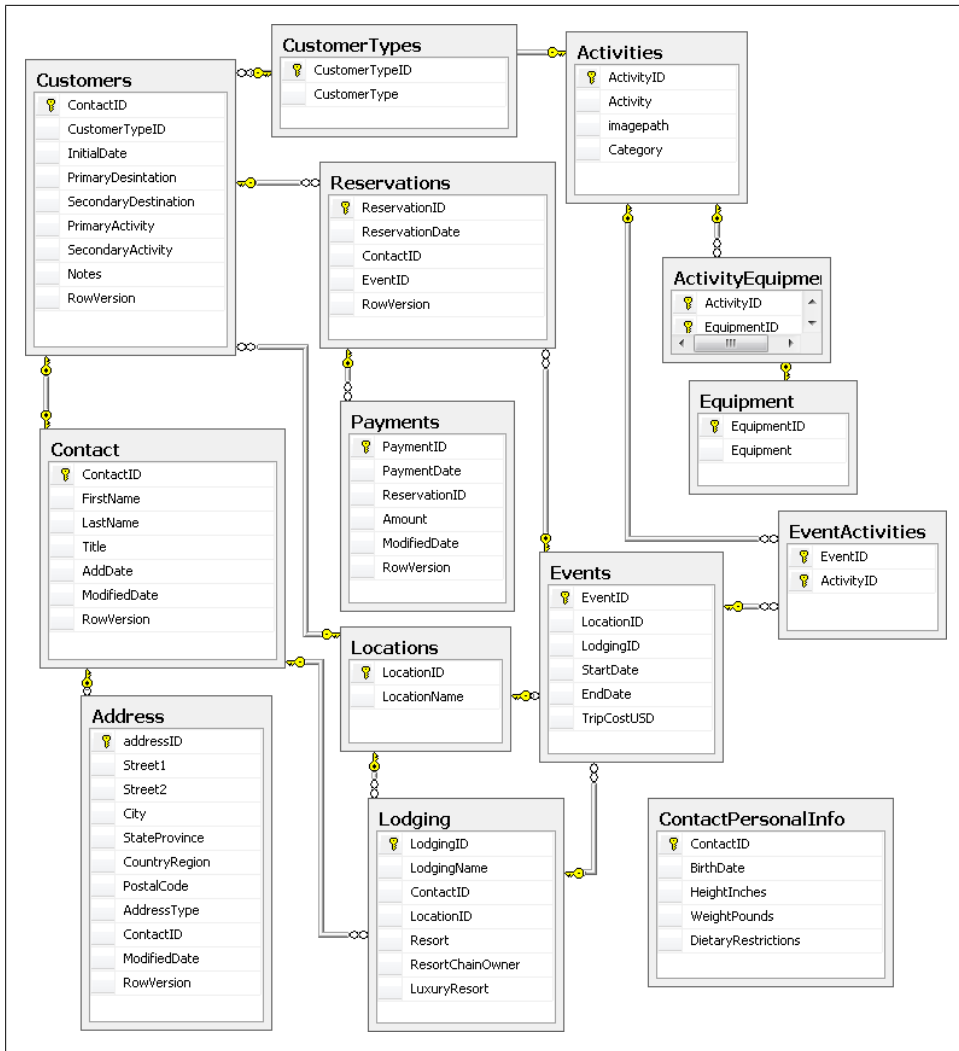 CustomerTypes
CustomerTypeID
CustomerType
Activities
ActivityID
Activity
imagepath
Category
Customers
ContactID
CustomerTypeID
InitialDate
PrimaryDesintation
SecondaryDestination
PrimaryActivity
SecondaryActivity
Notes
RowVersion
Reservations
ReservationID
ReservationDate
ContactID
EventID
RowVersion
ActivityEquipme
ActivityID
EquipmentID
Equipment
EquipmentID
Equipment
Payments
PaymentID
PaymentDate
ReservationID
Amount
ModifiedDate
RowVersion
Contact
ContactID
FirstName
LastName
Title
AddDate
ModifiedDate
RowVersion
EventActivities
EventID
ActivityID
Events
EventID
LocationID
LodgingID
StartDate
EndDate
TripCostUSD
Locations
LocationID
LocationName
Address
addressID
Street1
Street2
City
StateProvince
CountryRegion
PostalCode
AddressType
ContactID
ModifiedDate
RowVersion
Lodging
LodgingID
LodgingName
ContactID
LocationID
Resort
ResortChainOwner
LuxuryResort
ContactPersonalInfo
ContactID
BirthDate
HeightInches
WeightPounds
DietaryRestrictions